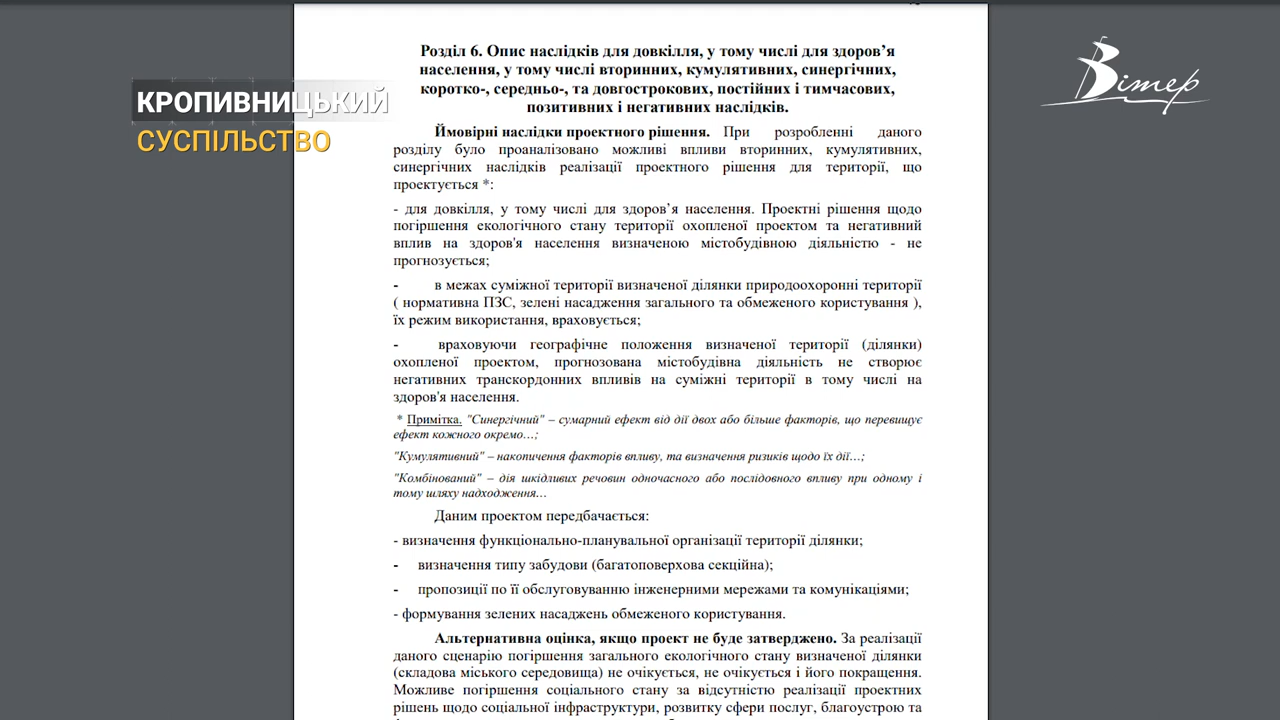 Розділ 6. Опис наслідків для довкілля, у тому числі для здоров’я
населення, у тому числі вторинних, кумулятивних, синергічних,
коротко-, середньо-, та довгострокових, постійних і тимчасових,
позитивних і негативних наслідків.
КРОПИВНИЦЬКИЙ
СУСПІЛЬСТВО
Вітер
Ймовірні наслідки проектного рішення. При розробленні даного
розділу було проаналізовано можливі впливи вторинних, кумулятивних,
синергічних наслідків реалізації проектного рішення для території, що
проектується *:
- для довкілля, у тому числі для здоров’я населення. Проектні рішення щодо
погіршення екологічного стану території охопленої проектом та негативний
вплив на здоров'я населення визначеною містобудівною діяльністю - не
прогнозується;
- в межах суміжної території визначеної ділянки природоохоронні території
( нормативна ПЗС, зелені насадження загального та обмеженого користування ),
їх режим використання, враховується;
- враховуючи географічне положення визначеної території (ділянки)
охопленої проектом, прогнозована містобудівна діяльність не створює
негативних транскордонних впливів на суміжні території в тому числі на
здоров'я населення.
* Примітка. "Синергічний" – сумарний ефект від дії двох або більше факторів, що перевищує
ефект кожного окремо…;
"Кумулятивний" – накопичення факторів впливу, та визначення ризиків щодо їх дії…;
"Комбінований" – дія шкідливих речовин одночасного або послідовного впливу при одному і
тому шляху надходження…
Даним проектом передбачається:
- визначення функціонально-планувальної організації території ділянки;
- визначення типу забудови (багатоповерхова секційна);
- пропозиції по її обслуговуванню інженерними мережами та комунікаціями;
- формування зелених насаджень обмеженого користування.
Альтернативна оцінка, якщо проект не буде затверджено. За реалізації
даного сценарію погіршення загального екологічного стану визначеної ділянки
(складова міського середовища) не очікується, не очікується і його покращення.
Можливе погіршення соціального стану за відсутністю реалізації проектних
рішень щодо соціальної інфраструктури, розвитку сфери послуг, благоустрою та